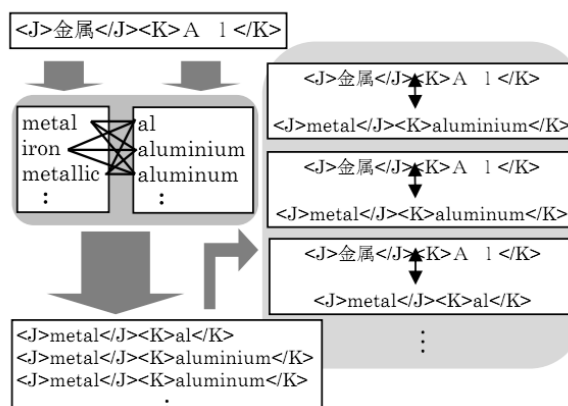 <J>金属</J><K>Ａ　ｌ</K>
metal
iron
metallic
：
al
aluminium
aluminum
：
<J>metal</J><K>al</K>
<J>metal</J><K>aluminium</K>
<J>metal</J><K>aluminum</K>
：
<J>金属</J><K>Ａ　ｌ</K>
<J>metal</J><K>aluminium</K>
<J>金属</J><K>Ａ　ｌ</K>
<J>metal</J><K>aluminum</K>
<J>金属</J><K>Ａ　ｌ</K>
<J>metal</J><K>al</K>
⋮